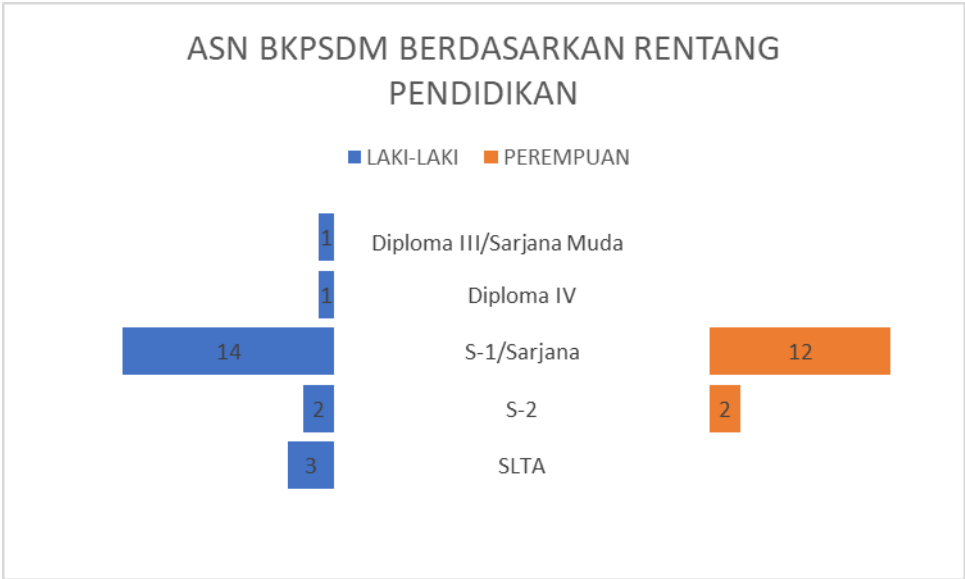 ASN BKPSDM BERDASARKAN RENTANG
PENDIDIKAN
LAKI-LAKI PEREMPUAN
1 Diploma III/Sarjana Muda
1 Diploma IV
14 S-1/Sarjana 12
2 S-2 2
3 SLTA